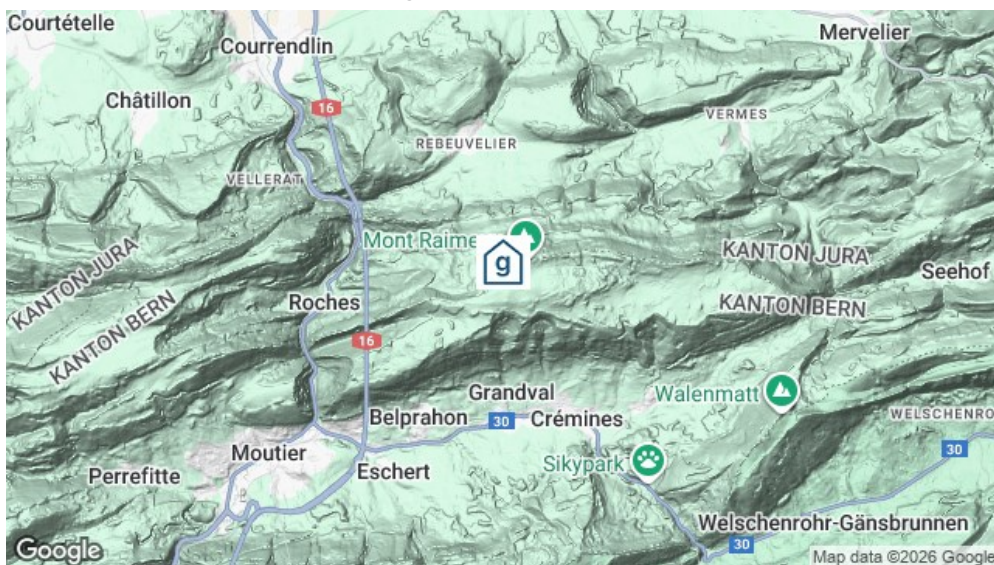 Courtételle
Courrendlin
Mervelier
Châtillon
16
VERMES
REBEUVELIER
VELLERAT
Mont Raime
g
KANTON JURA
KANTON JURA
Seehof
KANTON BERN
KANTON BERN
Roches
16
Grandval
Walenmatt
Belprahon
30
Crémines
WELSCHENRO
Moutier
30
Perrefitte
Eschert
Sikypark
Welschenrohr-Gänsbrunnen
30
Google
Map data ©2026 Google